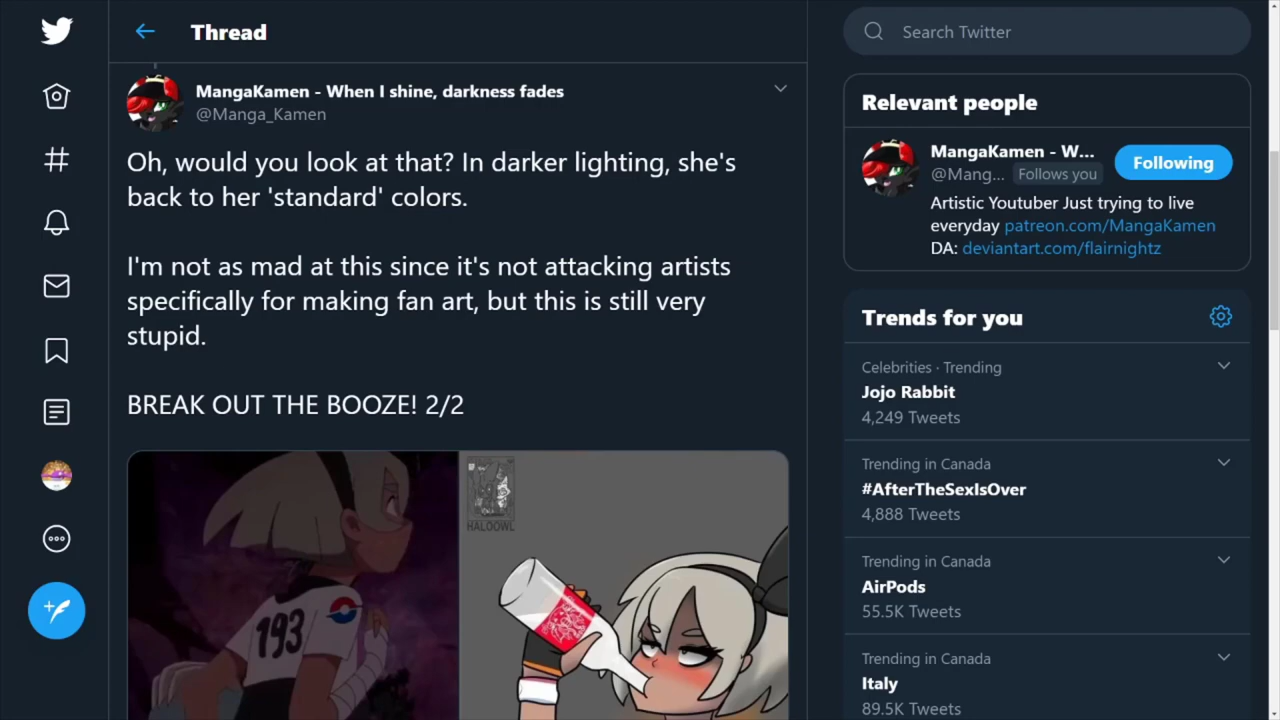 Thread
MangaKamen - When I shine, darkness fades
@Manga_Kamen
Oh, would you look at that? In darker lighting, she's
back to her 'standard' colors.
I'm not as mad at this since it's not attacking artists
specifically for making fan art, but this is still very
stupid.
BREAK OUT THE BOOZE! 2/2
193
HALOOWL
Search Twitter
Relevant people
MangaKamen - W...
Following
@Mang... Follows you
Artistic Youtuber Just trying to live
everyday patreon.com/MangaKamen
DA: deviantart.com/flairnightz
Trends for you
Celebrities · Trending
Jojo Rabbit
4,249 Tweets
Trending in Canada
#AfterTheSexIsOver
4,888 Tweets
Trending in Canada
AirPods
55.5K Tweets
Trending in Canada
Italy
89.5K Tweets